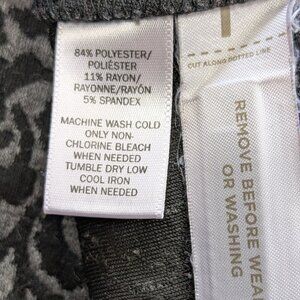 84% POLYESTER/
POLIÉSTER
11% RAYON/
RAYONNE/RAYÓN
5% SPANDEX
MACHINE WASH COLD
ONLY NON-
CHLORINE BLEACH
WHEN NEEDED
TUMBLE DRY LOW
COOL IRON
WHEN NEEDED
CUT ALONG DOTTED LINE
REMOVE BEFORE WEA
OR WASHING